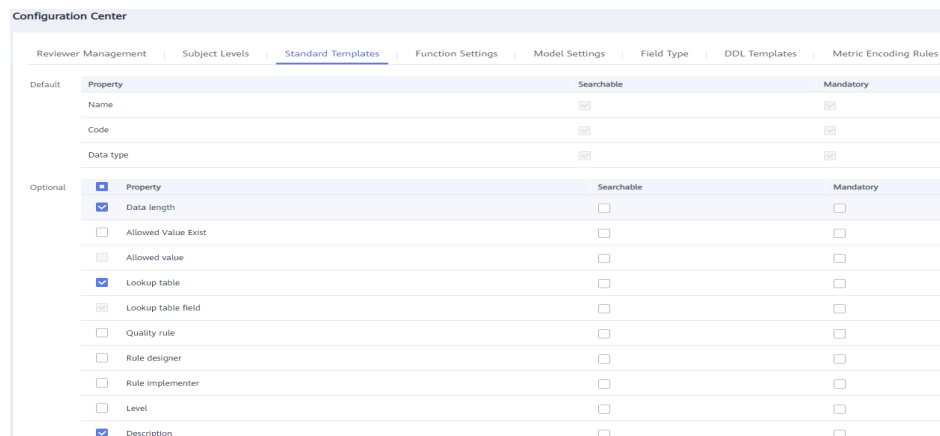 Configuration Center
Reviewer Management Subject Levels Standard Templates Function Settings Model Settings Field Type DDL Templates Metric Encoding Rules
Default Property Searchable Mandatory
Name
Code
Data type
Optional Property Searchable Mandatory
Data length
Allowed Value Exist
Allowed value
Lookup table
Lookup table field
Quality rule
Rule designer
Rule implementer
Level
Description